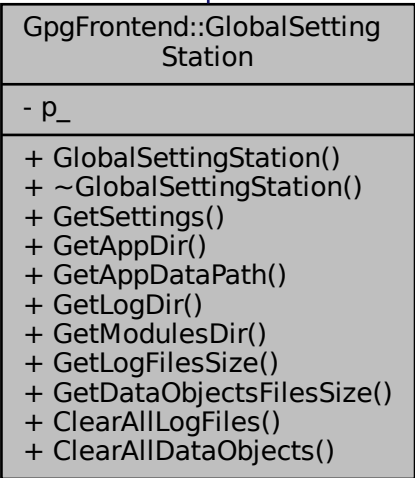 GpgFrontend::GlobalSetting
Station
- p_
+ GlobalSettingStation()
+ ~GlobalSettingStation()
+ GetSettings()
+ GetAppDir()
+ GetAppDataPath()
+ GetLogDir()
+ GetModulesDir()
+ GetLogFilesSize()
+ GetDataObjectsFilesSize()
+ ClearAllLogFiles()
+ ClearAllDataObjects()